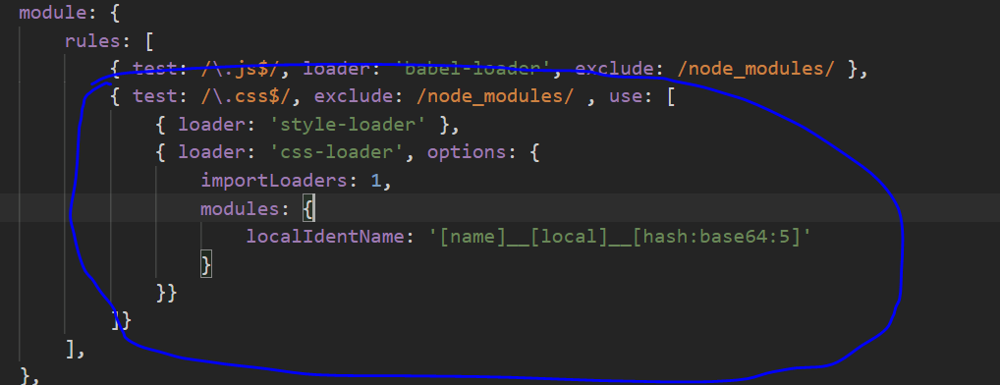 module: {
rules: [
{ test: /\.js$/, loader: 'babel-loader', exclude: /node_modules/ },
{ test: /\.css$/, exclude: /node_modules/ , use: [
{ loader: 'style-loader' },
{ loader: 'css-loader', options: {
importLoaders: 1,
modules: {
localIdentName: '[name]__[local]__[hash:base64:5]'
}
}}
]}
],
},